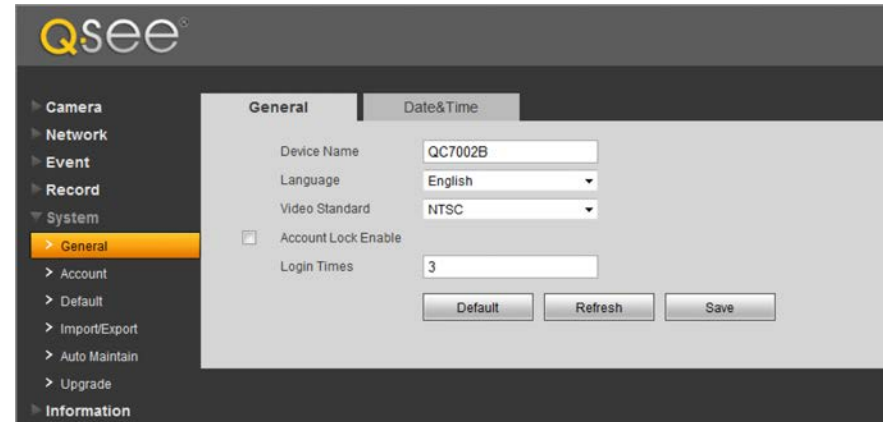 Q·see®
Camera
Network
Event
Record
System
General
Account
Default
Import/Export
Auto Maintain
Upgrade
Information
General Date&Time
Device Name QC7002B
Language English
Video Standard NTSC
Account Lock Enable
Login Times 3
Default Refresh Save